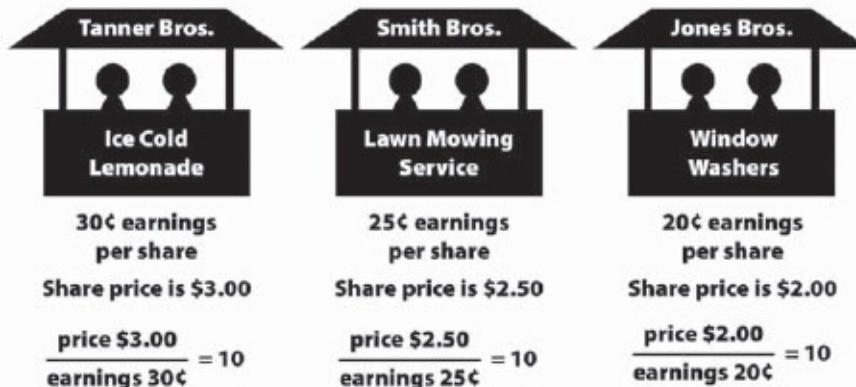 Tanner Bros.
Ice Cold
Lemonade
30¢ earnings
per share
Share price is $3.00
price $3.00
earnings 30¢
= 10
Smith Bros.
Lawn Mowing
Service
25¢ earnings
per share
Share price is $2.50
price $2.50
earnings 25¢
= 10
Jones Bros.
Window
Washers
20¢ earnings
per share
Share price is $2.00
price $2.00
earnings 20¢
= 10